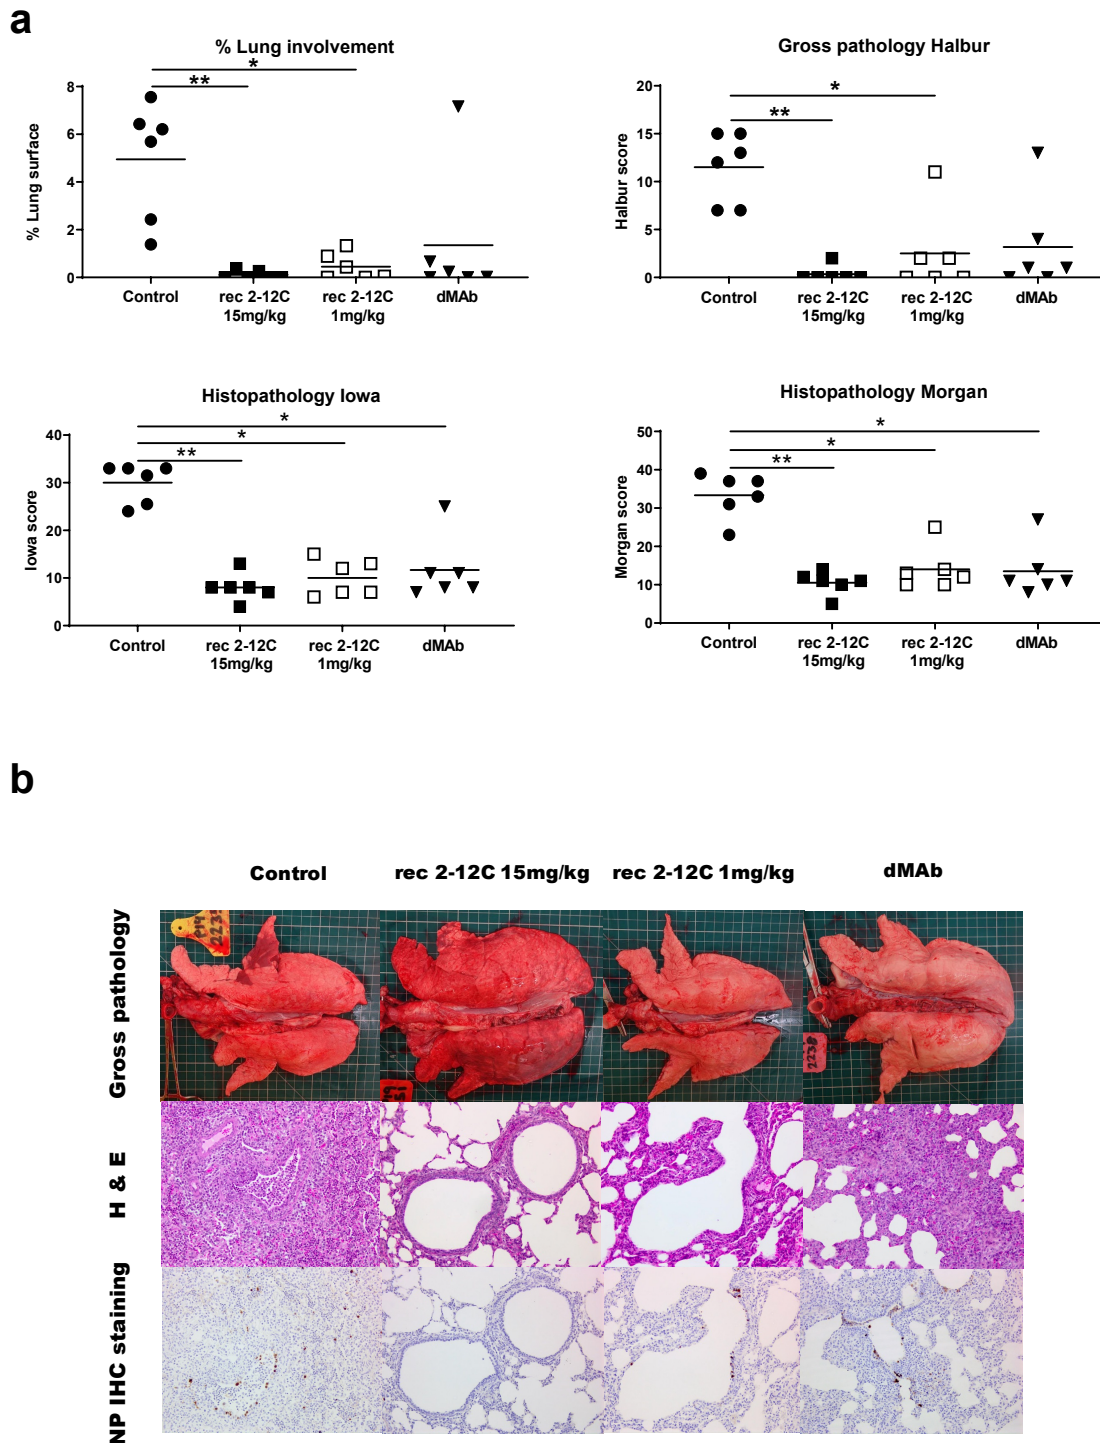 a
% Lung involvement
*
**
8
6
4
2
0
% Lung surface
Control
rec 2-12C
15mg/kg
rec 2-12C
1mg/kg
dMAb
Gross pathology Halbur
*
**
20
15
10
5
0
Halbur score
Control
rec 2-12C
15mg/kg
rec 2-12C
1mg/kg
dMAb
Histopathology Iowa
*
*
**
40
30
20
10
0
Iowa score
Control
rec 2-12C
15mg/kg
rec 2-12C
1mg/kg
dMAb
Histopathology Morgan
*
*
**
50
40
30
20
10
0
Morgan score
Control
rec 2-12C
15mg/kg
rec 2-12C
1mg/kg
dMAb
b
Control
rec 2-12C 15mg/kg
rec 2-12C 1mg/kg
dMAb
Gross pathology
H & E
NP IHC staining
2238